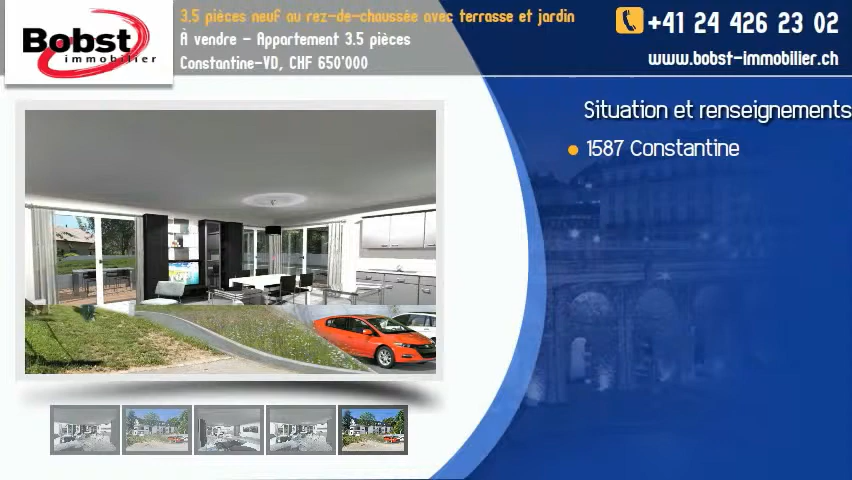 Bobst
immobilier
3.5 pièces neuf au rez-de-chaussée avec terrasse et jardin
À vendre - Appartement 3.5 pièces
Constantine-VD, CHF 650'000
+41 24 426 23 02
www.bobst-immobilier.ch
Situation et renseignements
1587 Constantine